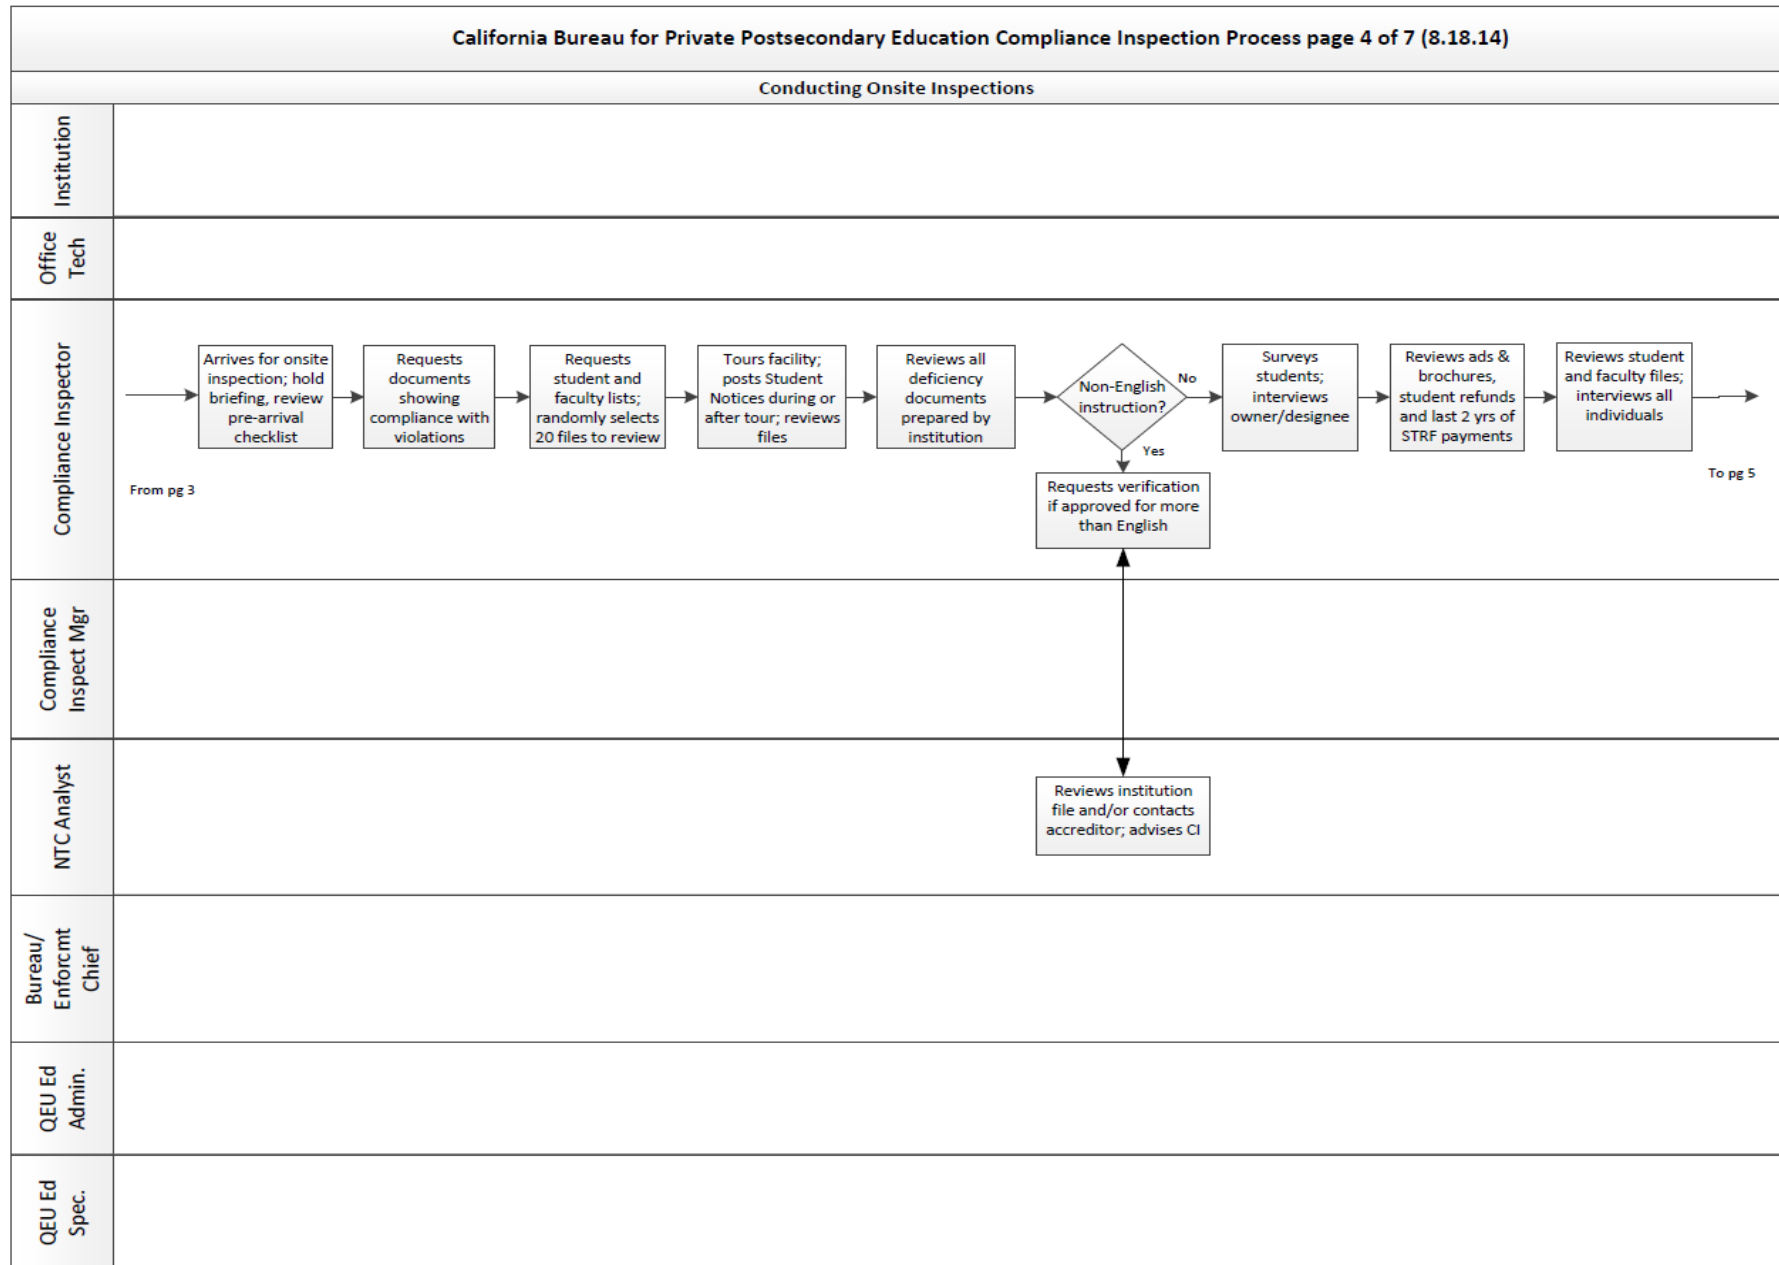 California Bureau for Private Postsecondary Education Compliance Inspection Process page 4 of 7 (8.18.14)
Conducting Onsite Inspections
Institution
Office
Tech
Compliance Inspector
From pg 3
Arrives for onsite
inspection; hold
briefing, review
pre-arrival
checklist
Requests
documents
showing
compliance with
violations
Requests
student and
faculty lists;
randomly selects
20 files to review
Tours facility;
posts Student
Notices during or
after tour; reviews
files
Reviews all
deficiency
documents
prepared by
institution
Non-English
instruction?
No
Yes
Requests verification
if approved for more
than English
Surveys
students;
interviews
owner/designee
Reviews ads &
brochures,
student refunds
and last 2 yrs of
STRF payments
Reviews student
and faculty files;
interviews all
individuals
To pg 5
Compliance
Inspect Mgr
NTC Analyst
Reviews institution
file and/or contacts
accreditor; advises CI
Bureau/
Enforcmt
Chief
QEU Ed
Admin.
QEU Ed
Spec.